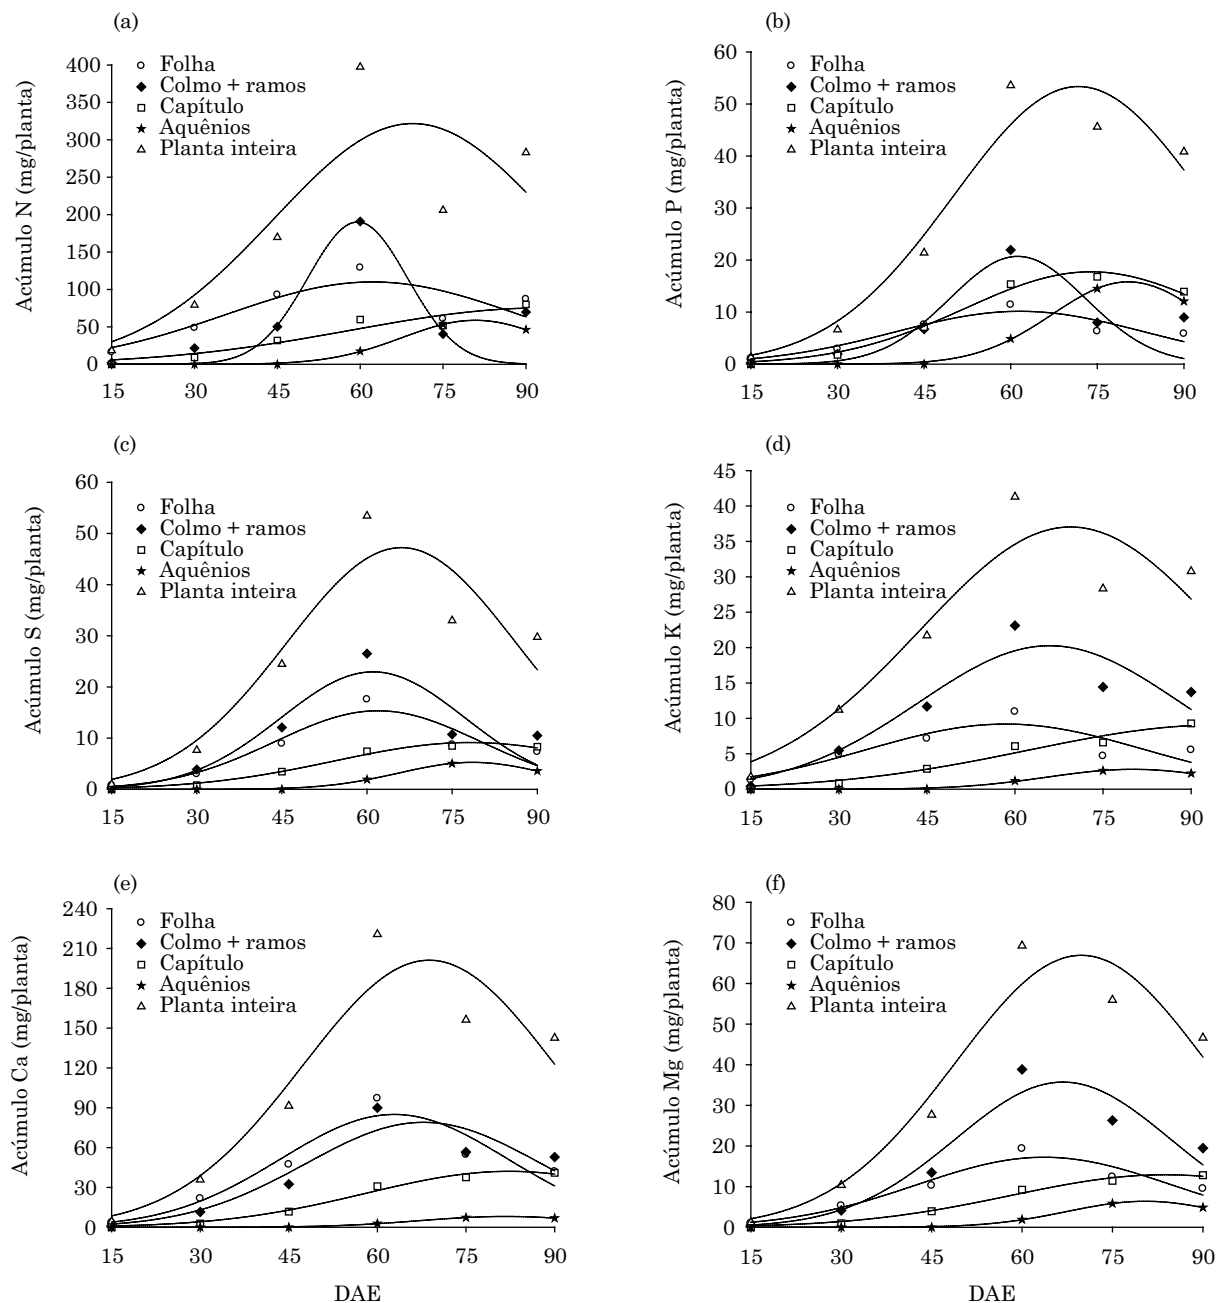 (a)
Acúmulo N (mg/planta)
400
350
300
250
200
150
100
50
0
Folha
Colmo + ramos
Capítulo
Aquênios
Planta inteira
15 30 45 60 75 90
(b)
Acúmulo P (mg/planta)
60
50
40
30
20
10
0
Folha
Colmo + ramos
Capítulo
Aquênios
Planta inteira
15 30 45 60 75 90
(c)
Acúmulo S (mg/planta)
60
50
40
30
20
10
0
Folha
Colmo + ramos
Capítulo
Aquênios
Planta inteira
15 30 45 60 75 90
(d)
Acúmulo K (mg/planta)
45
40
35
30
25
20
15
10
5
0
Folha
Colmo + ramos
Capítulo
Aquênios
Planta inteira
15 30 45 60 75 90
(e)
Acúmulo Ca (mg/planta)
240
210
180
150
120
90
60
30
0
Folha
Colmo + ramos
Capítulo
Aquênios
Planta inteira
15 30 45 60 75 90
DAE
(f)
Acúmulo Mg (mg/planta)
80
70
60
50
40
30
20
10
0
Folha
Colmo + ramos
Capítulo
Aquênios
Planta inteira
15 30 45 60 75 90
DAE